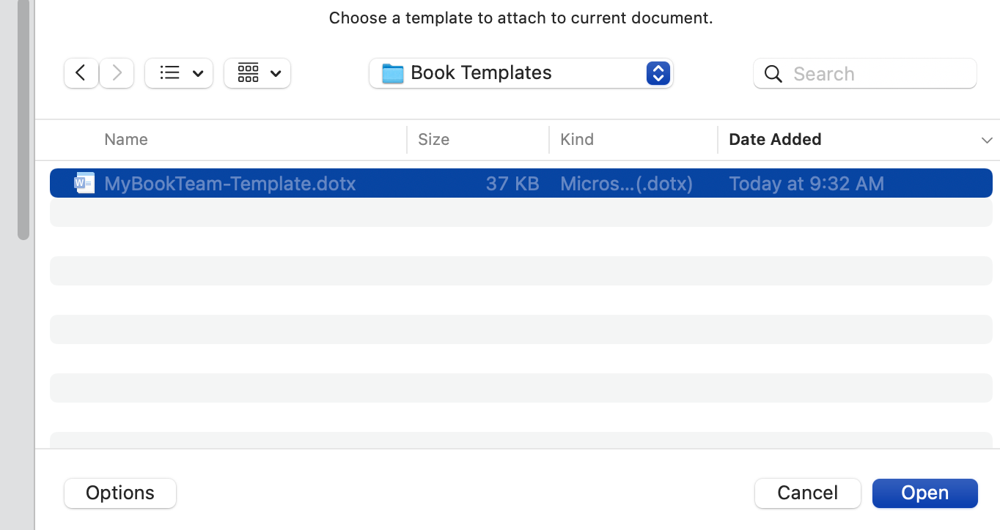 Choose a template to attach to current document.
Book Templates
Search
Name Size Kind Date Added
W MyBookTeam-Template.dotx 37 KB Micros...(.dotx) Today at 9:32 AM
Options Cancel Open